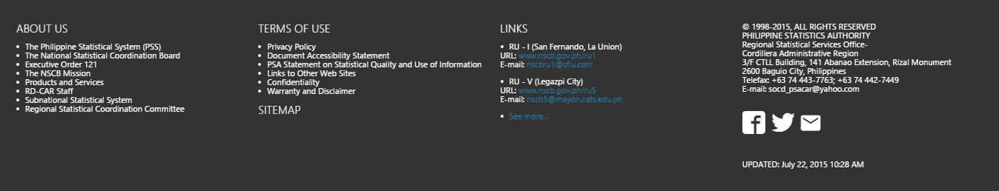 ABOUT US
• The Philippine Statistical System (PSS)
• The National Statistical Coordination Board
• Executive Order 121
• The NSCB Mission
• Products and Services
• RD-CAR Staff
• Subnational Statistical System
• Regional Statistical Coordination Committee
TERMS OF USE
• Privacy Policy
• Document Accessibility Statement
• PSA Statement on Statistical Quality and Use of Information
• Links to Other Web Sites
• Confidentiality
• Warranty and Disclaimer
SITEMAP
LINKS
• RU - I (San Fernando, La Union)
URL: www.nscb.gov.ph/ru1
E-mail: nscbru1@sflu.com
• RU - V (Legazpi City)
URL: www.nscb.gov.ph/ru5
E-mail: nscb5@mayon.cats.edu.ph
• See more...
© 1998-2015, ALL RIGHTS RESERVED
PHILIPPINE STATISTICS AUTHORITY
Regional Statistical Services Office-
Cordillera Administrative Region
3/F CTLL Building, 141 Abanao Extension, Rizal Monument
2600 Baguio City, Philippines
Telefax: +63 74 443-7763; +63 74 442-7449
E-mail: socd_psacar@yahoo.com
UPDATED: July 22, 2015 10:28 AM